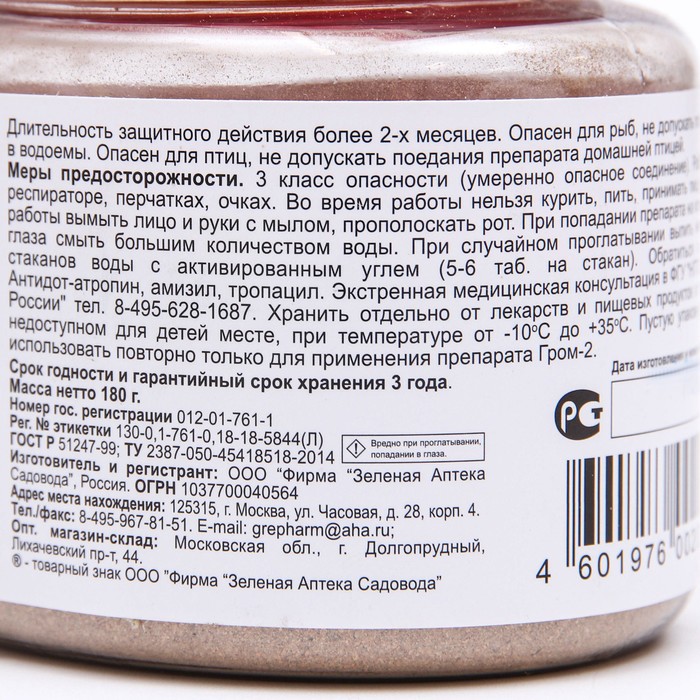 Длительность защитного действия более 2-х месяцев. Опасен для рыб, не допускать
в водоемы. Опасен для птиц, не допускать поедания препарата домашней птицей.
Меры предосторожности. 3 класс опасности (умеренно опасное соединение).
респираторе, перчатках, очках. Во время работы нельзя курить, пить, принимать
работы вымыть лицо и руки с мылом, прополоскать рот. При попадании препарата
глаза смыть большим количеством воды. При случайном проглатывании выпить
стаканов воды с активированным углем (5-6 таб. на стакан). Обратиться
Антидот-атропин, амизил, тропацил. Экстренная медицинская консультация в ФГУ
России" тел. 8-495-628-1687. Хранить отдельно от лекарств и пищевых продуктов
недоступном для детей месте, при температуре от -10ºС до +35ºС. Пустую упаковку
использовать повторно только для применения препарата Гром-2.
Срок годности и гарантийный срок хранения 3 года.
Масса нетто 180 г.
Номер гос. регистрации 012-01-761-1
Рег. № этикетки 130-0,1-761-0,18-18-5844(Л)
ГОСТ Р 51247-99; ТУ 2387-050-45418518-2014
Вредно при проглатывании,
попадании в глаза.
Изготовитель и регистрант: ООО "Фирма "Зеленая Аптека
Садовода", Россия. ОГРН 1037700040564
Адрес места нахождения: 125315, г. Москва, ул. Часовая, д. 28, корп. 4.
Тел./факс: 8-495-967-81-51. E-mail: grepharm@aha.ru;
Опт. магазин-склад: Московская обл., г. Долгопрудный,
Лихачевский пр-т, 44.
® - товарный знак ООО "Фирма "Зеленая Аптека Садовода"
Дата изготовления
РСТ
4 601976 002